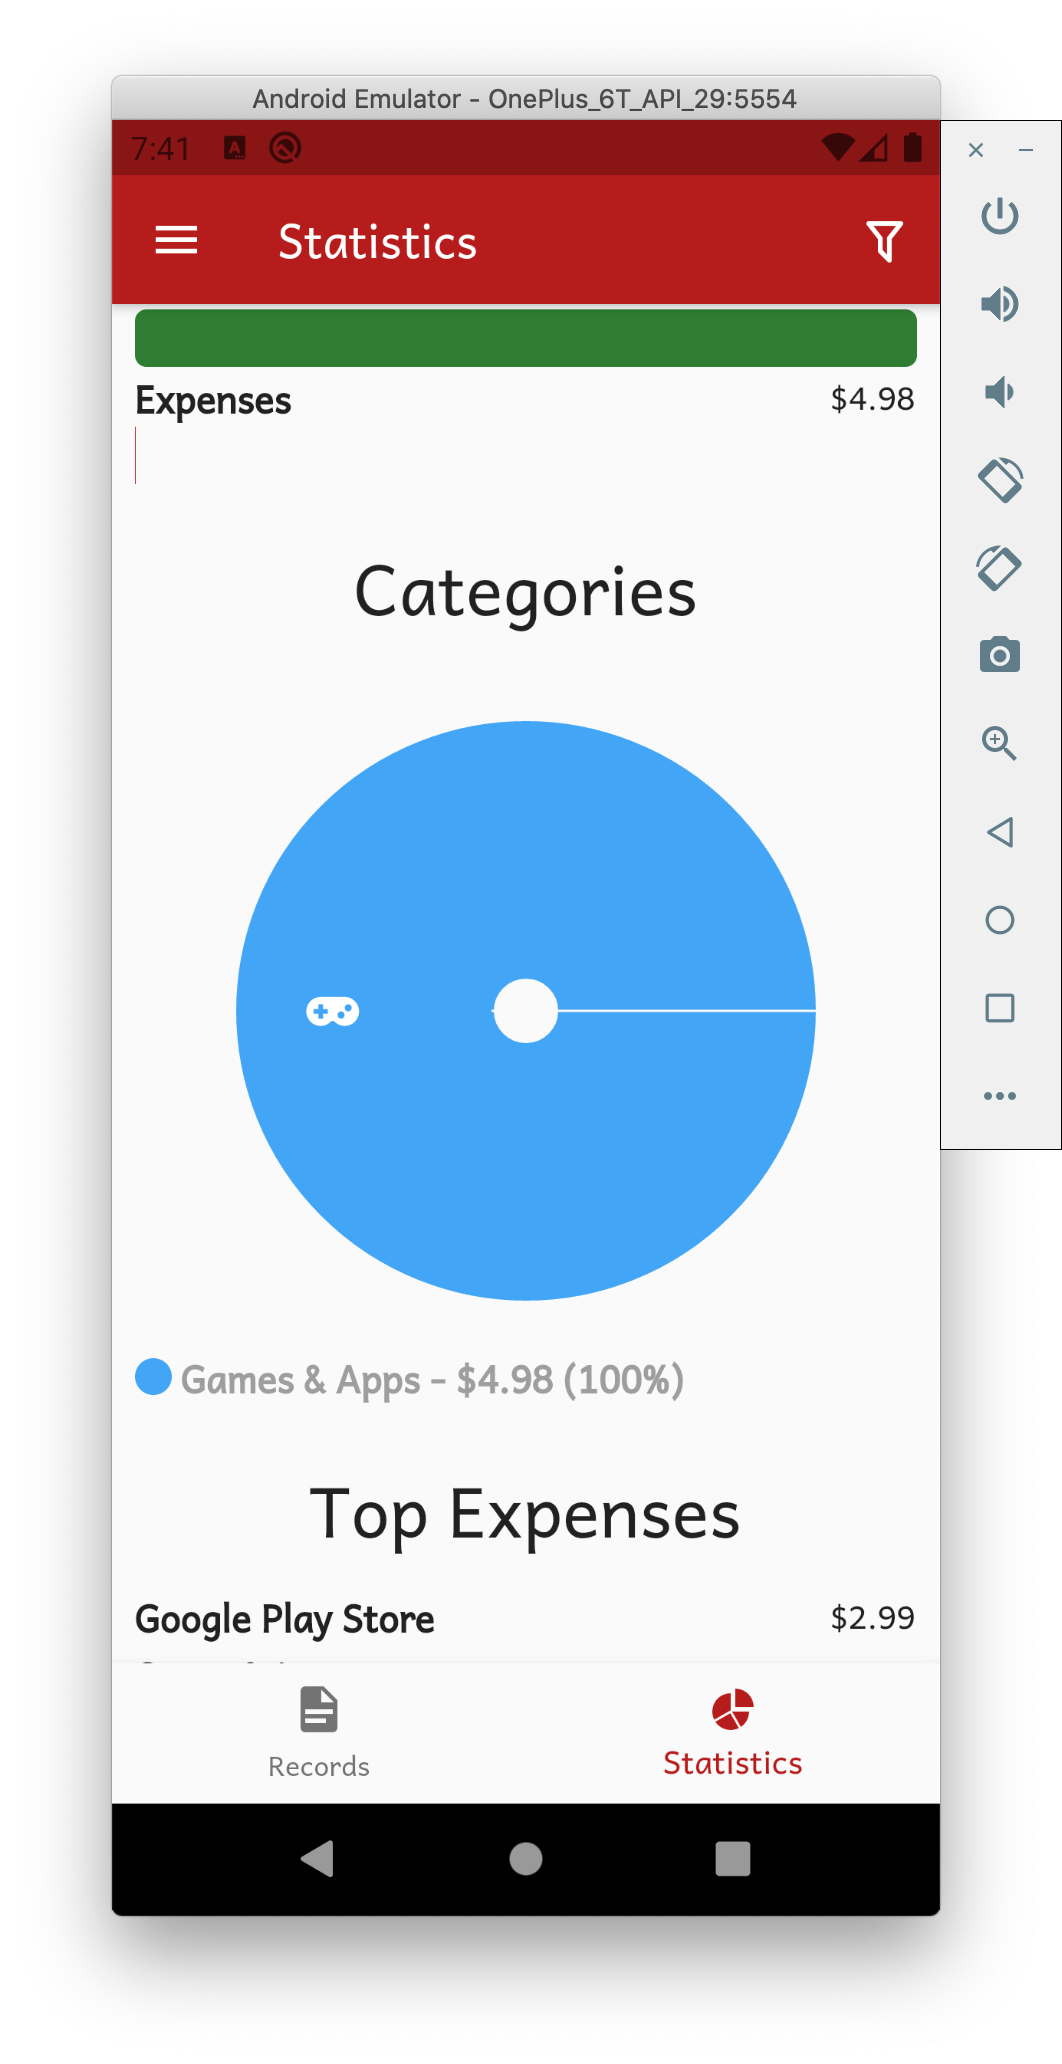 Android Emulator - OnePlus_6T_API_29:5554
7:41
Statistics
Expenses $4.98
Categories
Games & Apps - $4.98 (100%)
Top Expenses
Google Play Store $2.99
Records Statistics